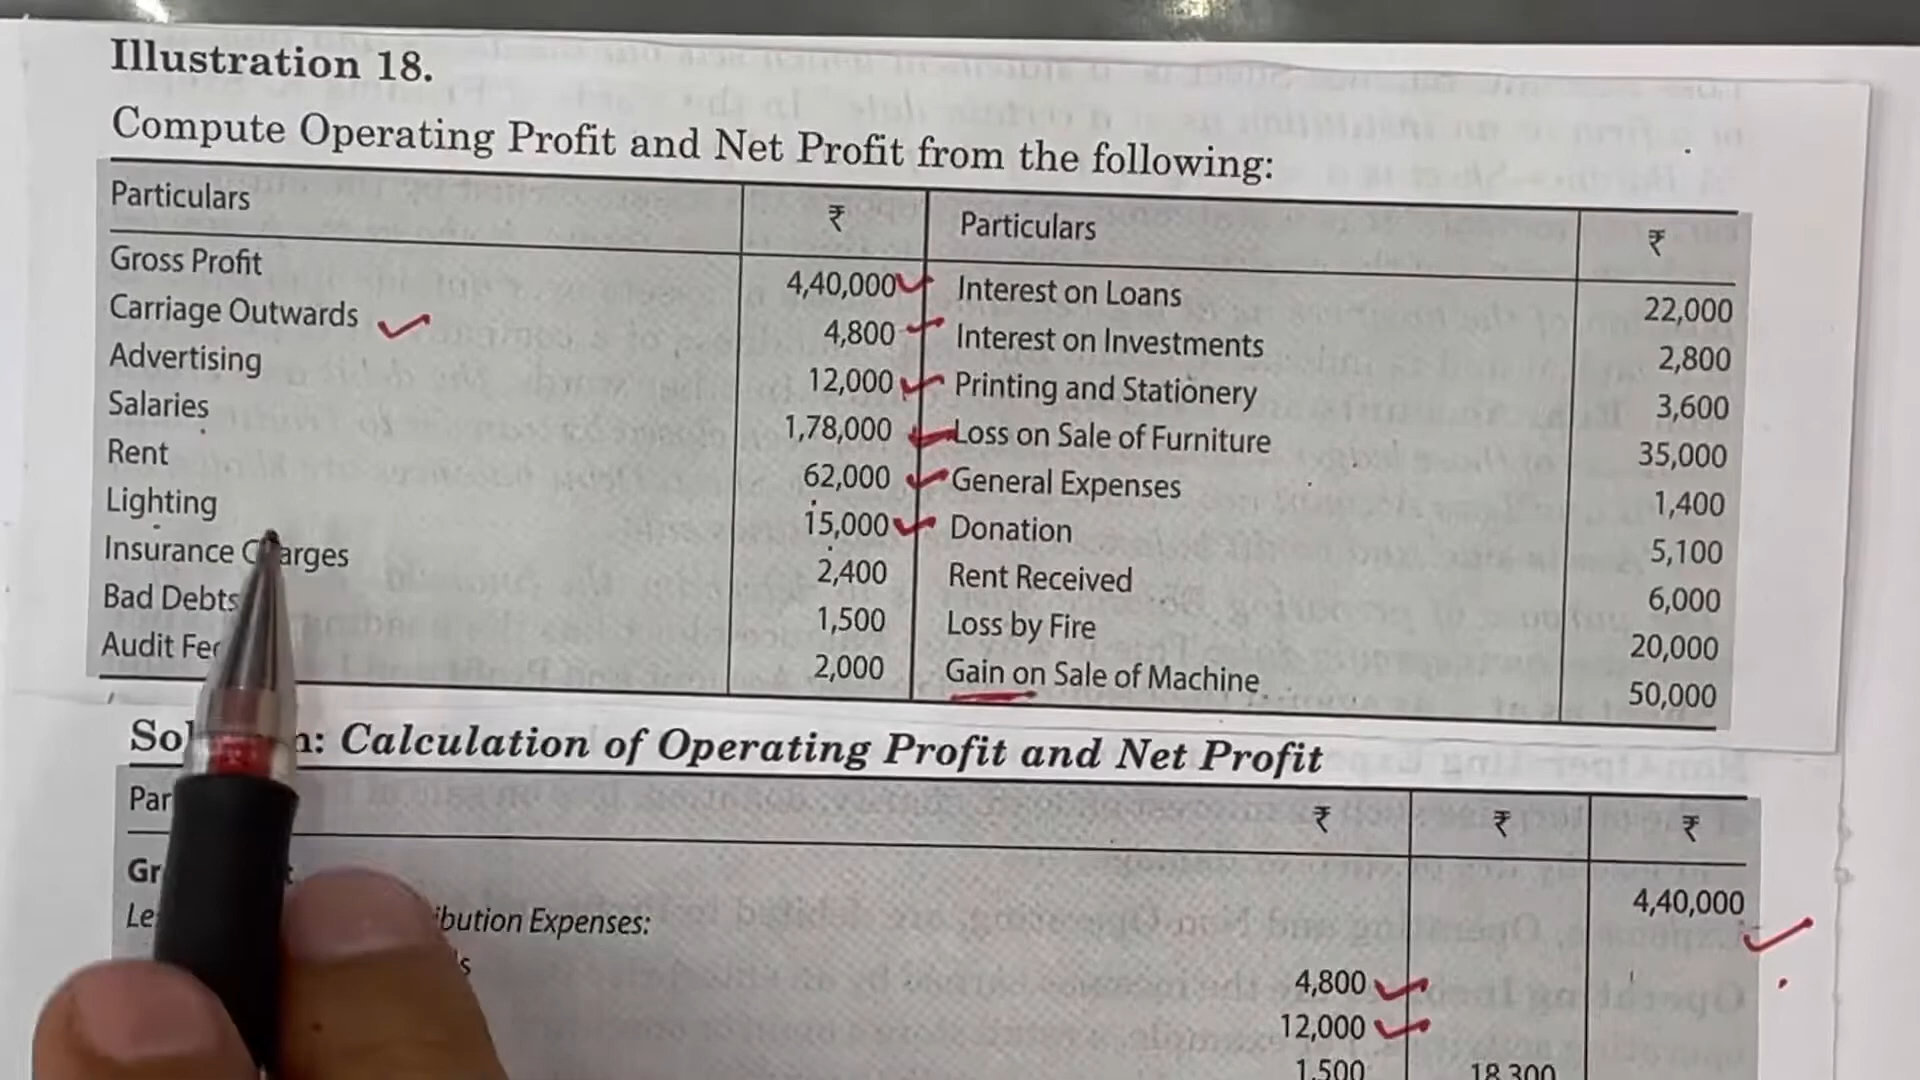 Illustration 18.
Compute Operating Profit and Net Profit from the following:
Particulars ₹ Particulars ₹
Gross Profit 4,40,000 Interest on Loans 22,000
Carriage Outwards 4,800 Interest on Investments 2,800
Advertising 12,000 Printing and Stationery 3,600
Salaries 1,78,000 Loss on Sale of Furniture 35,000
Rent 62,000 General Expenses 1,400
Lighting 15,000 Donation 5,100
Insurance 2,400 Rent Received 6,000
Bad Debts 1,500 Loss by Fire 20,000
Audit 2,000 Gain on Sale of Machine 50,000
Calculation of Operating Profit and Net Profit
₹ ₹ ₹
4,40,000
Expenses:
4,800
12,000
1,500 18,300